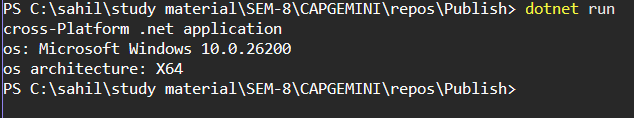 PS C:\sahil\study material\SEM-8\CAPGEMINI\repos\Publish> dotnet run
cross-Platform .net application
os: Microsoft Windows 10.0.26200
os architecture: X64
PS C:\sahil\study material\SEM-8\CAPGEMINI\repos\Publish>